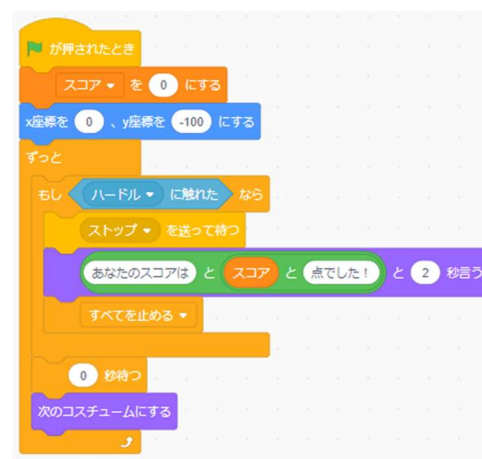 が押されたとき
スコア を 0 にする
x座標を 0 、y座標を -100 にする
ずっと
もし ハードル に触れた なら
ストップ を送って待つ
あなたのスコアは と スコア と 点でした！ と 2 秒言う
すべてを止める
0 秒待つ
次のコスチュームにする